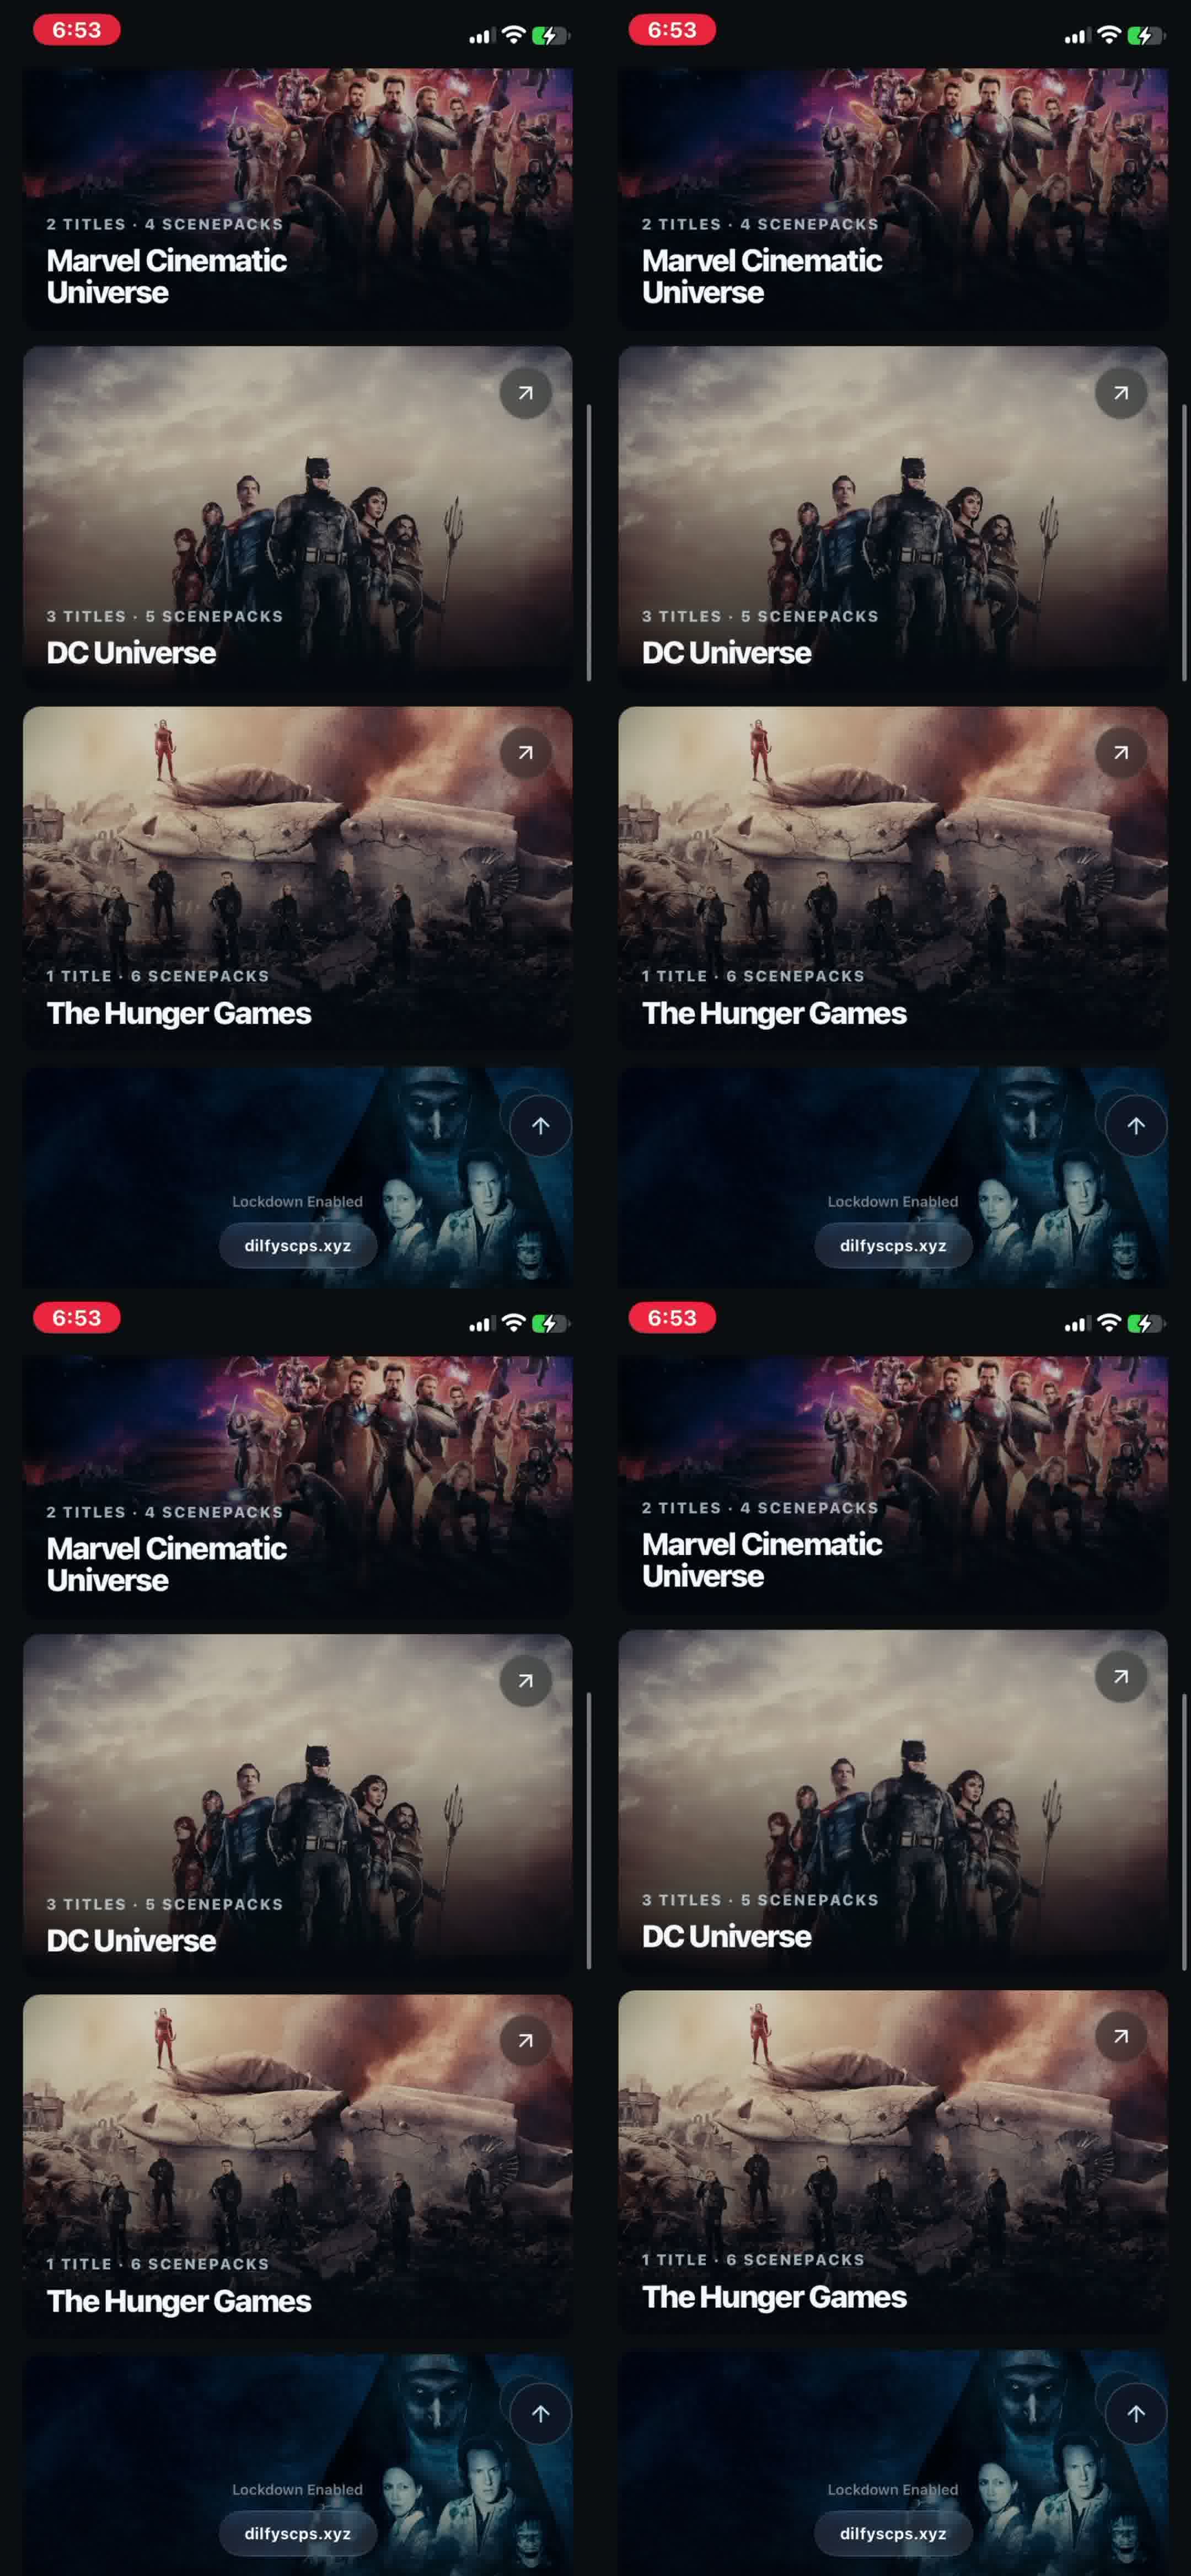 6:53
2 TITLES · 4 SCENEPACKS
Marvel Cinematic
Universe
3 TITLES · 5 SCENEPACKS
DC Universe
1 TITLE · 6 SCENEPACKS
The Hunger Games
Lockdown Enabled
dilfyscps.xyz
6:53
2 TITLES · 4 SCENEPACKS
Marvel Cinematic
Universe
3 TITLES · 5 SCENEPACKS
DC Universe
1 TITLE · 6 SCENEPACKS
The Hunger Games
Lockdown Enabled
dilfyscps.xyz
6:53
2 TITLES · 4 SCENEPACKS
Marvel Cinematic
Universe
3 TITLES · 5 SCENEPACKS
DC Universe
1 TITLE · 6 SCENEPACKS
The Hunger Games
Lockdown Enabled
dilfyscps.xyz
6:53
2 TITLES · 4 SCENEPACKS
Marvel Cinematic
Universe
3 TITLES · 5 SCENEPACKS
DC Universe
1 TITLE · 6 SCENEPACKS
The Hunger Games
Lockdown Enabled
dilfyscps.xyz